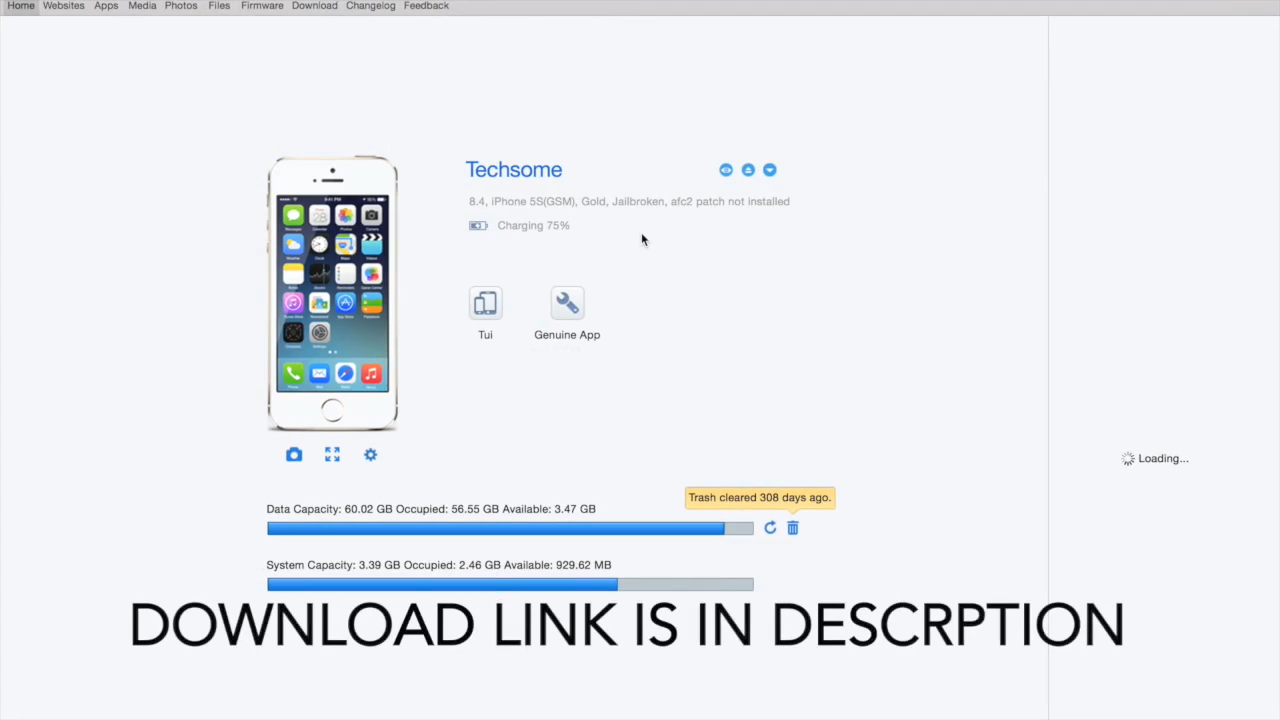 Home Websites Apps Media Photos Files Firmware Download Changelog Feedback
Techsome
8.4, iPhone 5S(GSM), Gold, Jailbroken, afc2 patch not installed
Charging 75%
Tui Genuine App
Loading...
Trash cleared 308 days ago.
Data Capacity: 60.02 GB Occupied: 56.55 GB Available: 3.47 GB
System Capacity: 3.39 GB Occupied: 2.46 GB Available: 929.62 MB
DOWNLOAD LINK IS IN DESCRPTION